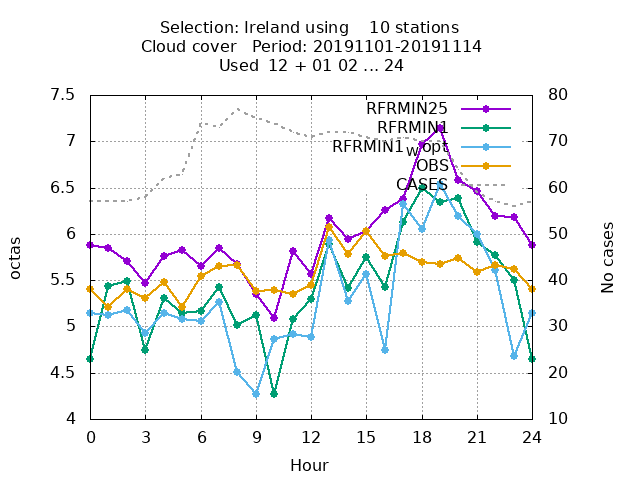 Selection: Ireland using 10 stations
Cloud cover Period: 20191101-20191114
Used 12 + 01 02 ... 24
7.5
7
6.5
6
5.5
5
4.5
4
octas
80
70
60
50
40
30
20
10
No cases
RFRMIN25
RFRMIN1
RFRMIN1wopt
OBS
CASES
0 3 6 9 12 15 18 21 24
Hour